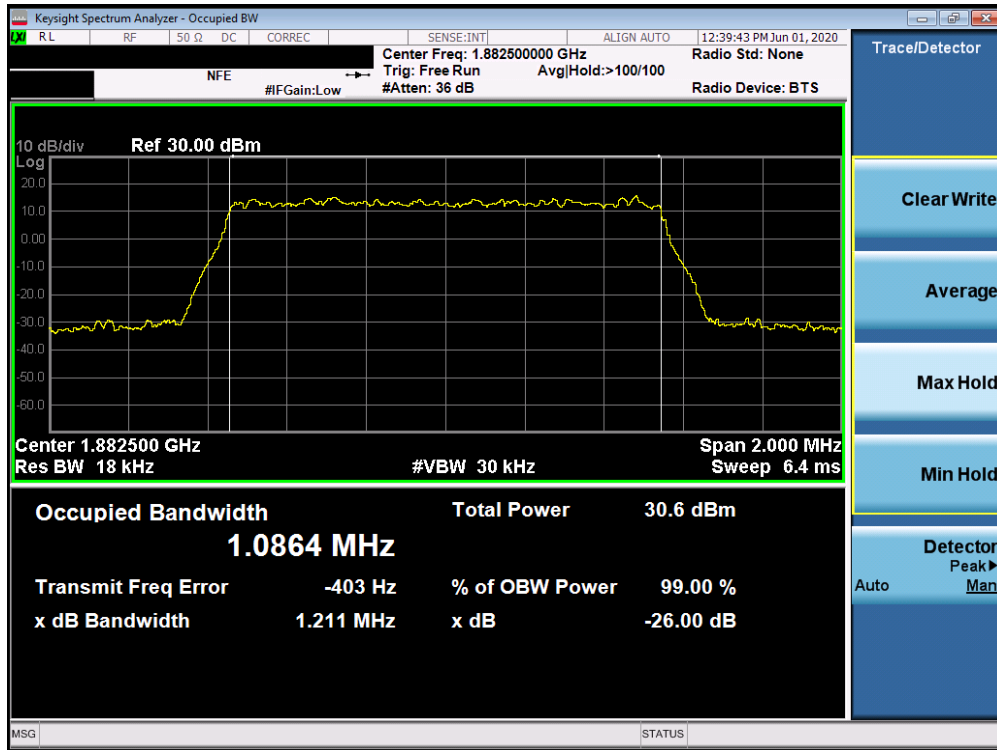 Keysight Spectrum Analyzer - Occupied BW
LXI RL RF 50 Ω DC CORREC SENSE:INT ALIGN AUTO 12:39:43 PM Jun 01, 2020
Center Freq: 1.882500000 GHz Radio Std: None
NFE Trig: Free Run Avg|Hold:>100/100
#IFGain:Low #Atten: 36 dB Radio Device: BTS
10 dB/div Ref 30.00 dBm
Log
20.0
10.0
0.00
-10.0
-20.0
-30.0
-40.0
-50.0
-60.0
Center 1.882500 GHz Span 2.000 MHz
Res BW 18 kHz #VBW 30 kHz Sweep 6.4 ms
Occupied Bandwidth Total Power 30.6 dBm
1.0864 MHz
Transmit Freq Error -403 Hz % of OBW Power 99.00 %
x dB Bandwidth 1.211 MHz x dB -26.00 dB
MSG STATUS
Trace/Detector
Clear Write
Average
Max Hold
Min Hold
Detector
Peak▶
Auto Man